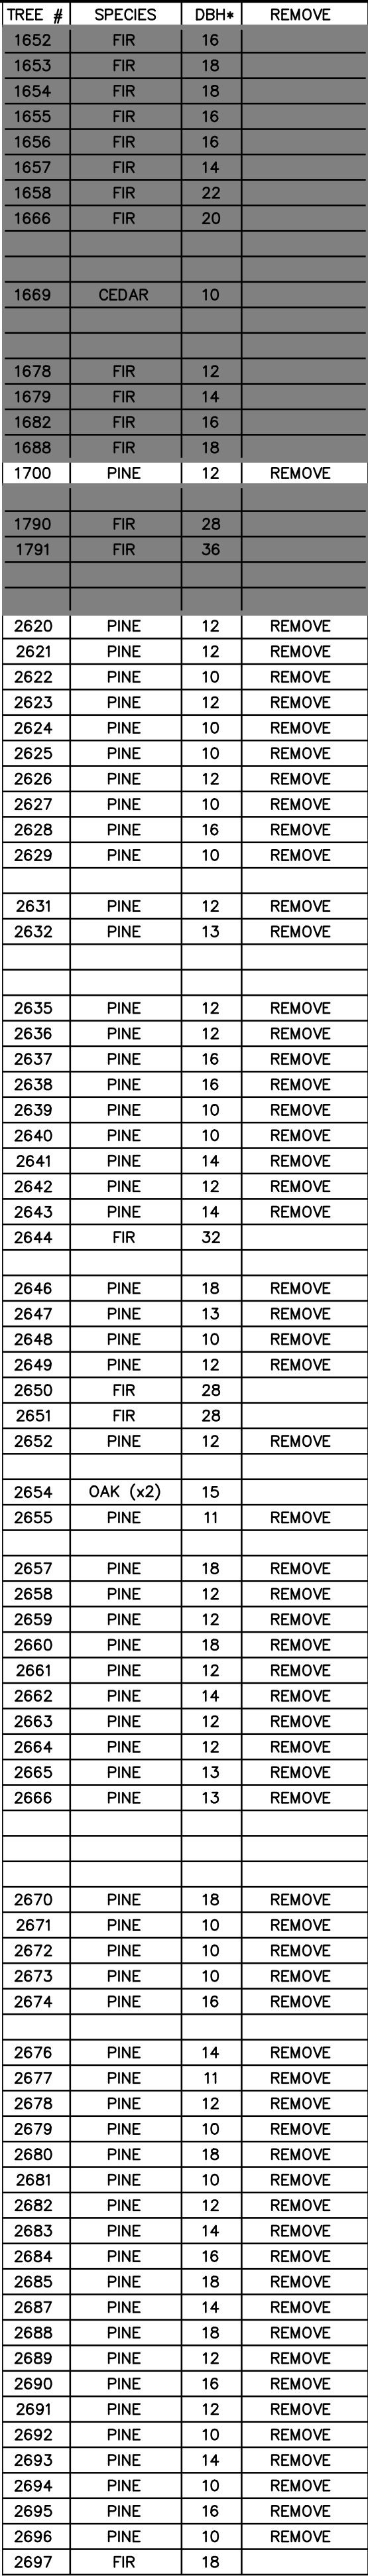 TREE # SPECIES DBH* REMOVE
1652 FIR 16
1653 FIR 18
1654 FIR 18
1655 FIR 16
1656 FIR 16
1657 FIR 14
1658 FIR 22
1666 FIR 20
1669 CEDAR 10
1678 FIR 12
1679 FIR 14
1682 FIR 16
1688 FIR 18
1700 PINE 12 REMOVE
1790 FIR 28
1791 FIR 36
2620 PINE 12 REMOVE
2621 PINE 12 REMOVE
2622 PINE 10 REMOVE
2623 PINE 12 REMOVE
2624 PINE 10 REMOVE
2625 PINE 10 REMOVE
2626 PINE 12 REMOVE
2627 PINE 10 REMOVE
2628 PINE 16 REMOVE
2629 PINE 10 REMOVE
2631 PINE 12 REMOVE
2632 PINE 13 REMOVE
2635 PINE 12 REMOVE
2636 PINE 12 REMOVE
2637 PINE 16 REMOVE
2638 PINE 16 REMOVE
2639 PINE 10 REMOVE
2640 PINE 10 REMOVE
2641 PINE 14 REMOVE
2642 PINE 12 REMOVE
2643 PINE 14 REMOVE
2644 FIR 32
2646 PINE 18 REMOVE
2647 PINE 13 REMOVE
2648 PINE 10 REMOVE
2649 PINE 12 REMOVE
2650 FIR 28
2651 FIR 28
2652 PINE 12 REMOVE
2654 OAK (x2) 15
2655 PINE 11 REMOVE
2657 PINE 18 REMOVE
2658 PINE 12 REMOVE
2659 PINE 12 REMOVE
2660 PINE 18 REMOVE
2661 PINE 12 REMOVE
2662 PINE 14 REMOVE
2663 PINE 12 REMOVE
2664 PINE 12 REMOVE
2665 PINE 13 REMOVE
2666 PINE 13 REMOVE
2670 PINE 18 REMOVE
2671 PINE 10 REMOVE
2672 PINE 10 REMOVE
2673 PINE 10 REMOVE
2674 PINE 16 REMOVE
2676 PINE 14 REMOVE
2677 PINE 11 REMOVE
2678 PINE 12 REMOVE
2679 PINE 10 REMOVE
2680 PINE 18 REMOVE
2681 PINE 10 REMOVE
2682 PINE 12 REMOVE
2683 PINE 14 REMOVE
2684 PINE 16 REMOVE
2685 PINE 18 REMOVE
2687 PINE 14 REMOVE
2688 PINE 18 REMOVE
2689 PINE 12 REMOVE
2690 PINE 16 REMOVE
2691 PINE 12 REMOVE
2692 PINE 10 REMOVE
2693 PINE 14 REMOVE
2694 PINE 10 REMOVE
2695 PINE 16 REMOVE
2696 PINE 10 REMOVE
2697 FIR 18